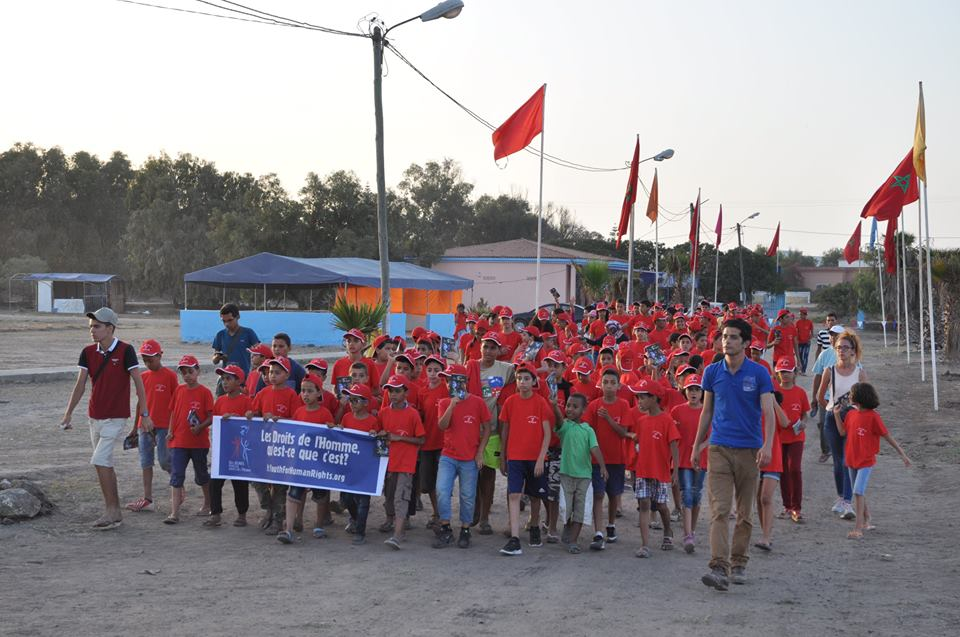 Les Droits de l'Homme,
qu'est-ce que c'est?
YouthForHumanRights.org